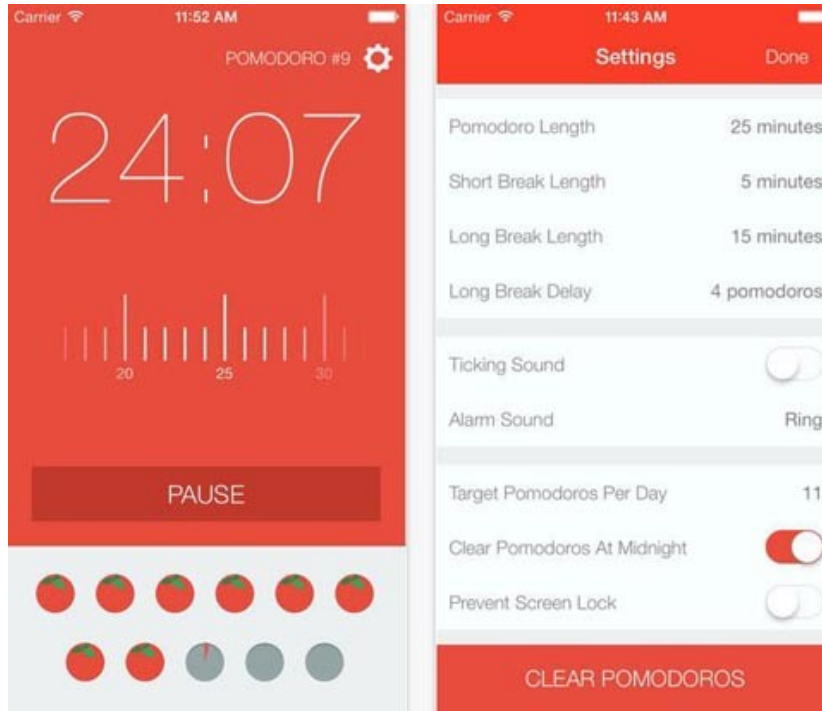 Carrier 11:52 AM
POMODORO #9
24:07
20 25 30
PAUSE
Carrier 11:43 AM
Settings Done
Pomodoro Length 25 minutes
Short Break Length 5 minutes
Long Break Length 15 minutes
Long Break Delay 4 pomodoros
Ticking Sound
Alarm Sound Ring
Target Pomodoros Per Day 11
Clear Pomodoros At Midnight
Prevent Screen Lock
CLEAR POMODOROS